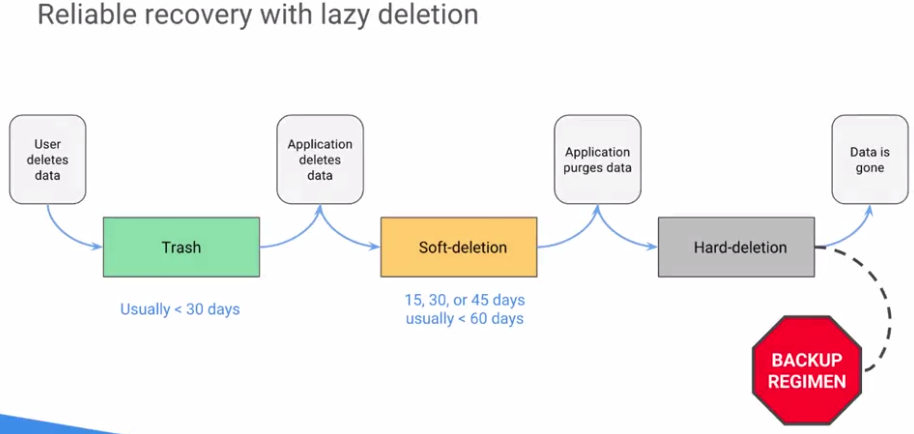 Reliable recovery with lazy deletion
User
deletes
data
Application
deletes
data
Application
purges data
Data is
gone
Trash
Soft-deletion
Hard-deletion
Usually < 30 days
15, 30, or 45 days
usually < 60 days
BACKUP
REGIMEN